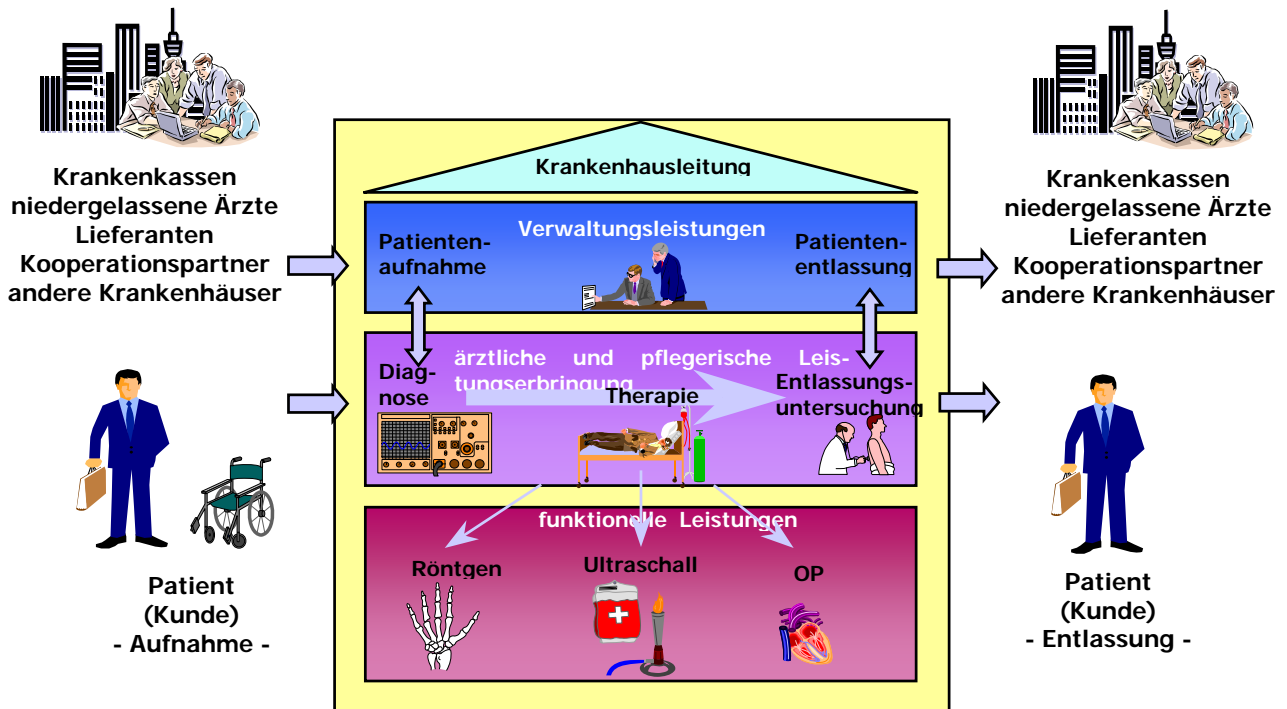 Krankenkassen
niedergelassene Ärzte
Lieferanten
Kooperationspartner
andere Krankenhäuser
Patient
(Kunde)
- Aufnahme -
Krankenhausleitung
Verwaltungsleistungen
Patienten-
aufnahme
Patienten-
entlassung
ärztliche und pflegerische Leis-
tungserbringung
Diag-
nose
Therapie
Entlassungs-
untersuchung
funktionelle Leistungen
Röntgen
Ultraschall
OP
Krankenkassen
niedergelassene Ärzte
Lieferanten
Kooperationspartner
andere Krankenhäuser
Patient
(Kunde)
- Entlassung -